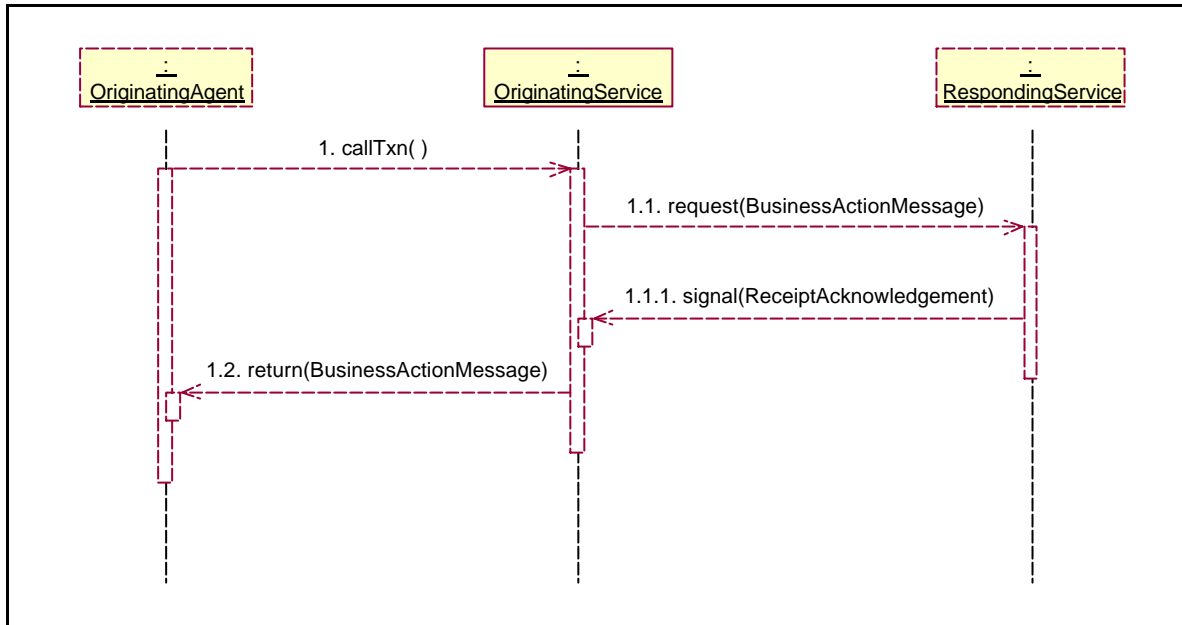 :
OriginatingAgent
:
OriginatingService
:
RespondingService
1. callTxn( )
1.1. request(BusinessActionMessage)
1.1.1. signal(ReceiptAcknowledgement)
1.2. return(BusinessActionMessage)